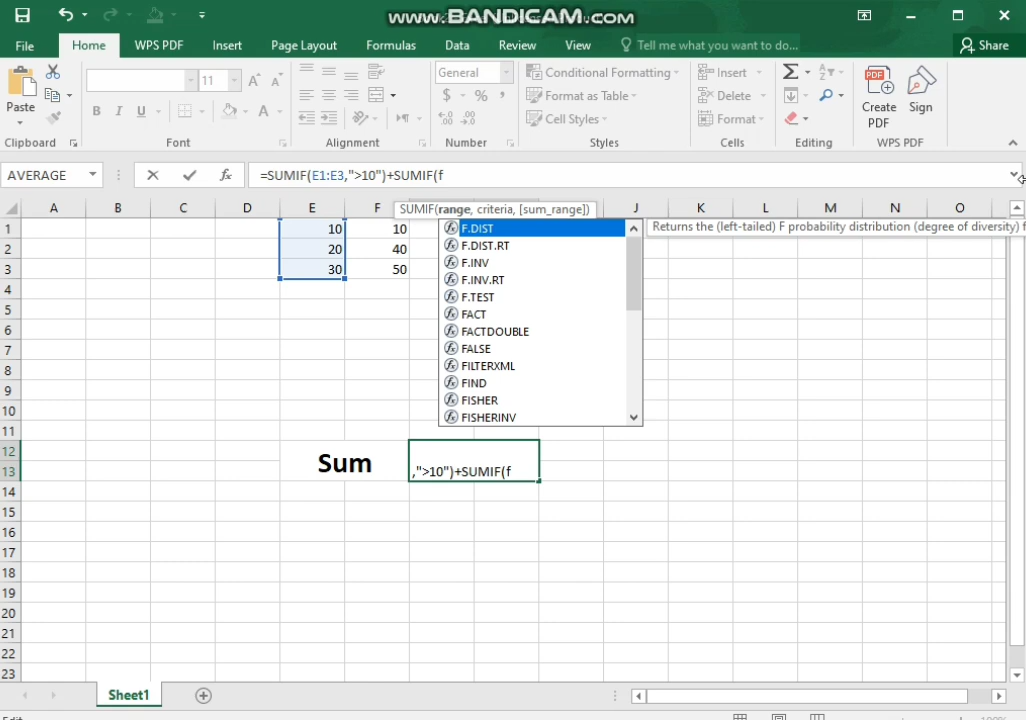 www.BANDICAM.com
File Home WPS PDF Insert Page Layout Formulas Data Review View Tell me what you want to do... Share
11 General Conditional Formatting Insert
Paste B I U $ % , Format as Table Delete Create PDF Sign
Cell Styles Format
Clipboard Font Alignment Number Styles Cells Editing WPS PDF
AVERAGE fx =SUMIF(E1:E3,">10")+SUMIF(f
A B C D E F J K L M N O
SUMIF(range, criteria, [sum_range])
1 10 10 F.DIST Returns the (left-tailed) F probability distribution (degree of diversity) f
2 20 40 F.DIST.RT
3 30 50 F.INV
4 F.INV.RT
F.TEST
5 FACT
6 FACTDOUBLE
7 FALSE
8 FILTERXML
9 FIND
10 FISHER
11 FISHERINV
12
13 Sum ,">10")+SUMIF(f
14
15
16
17
18
19
20
21
22
23
Sheet1